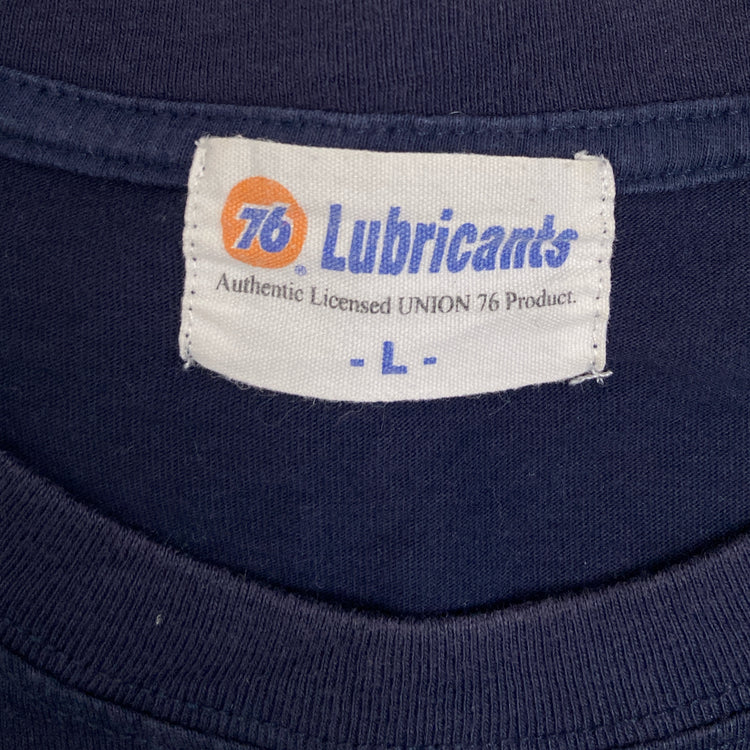 76® Lubricants
Authentic Licensed UNION 76 Product.
- L -